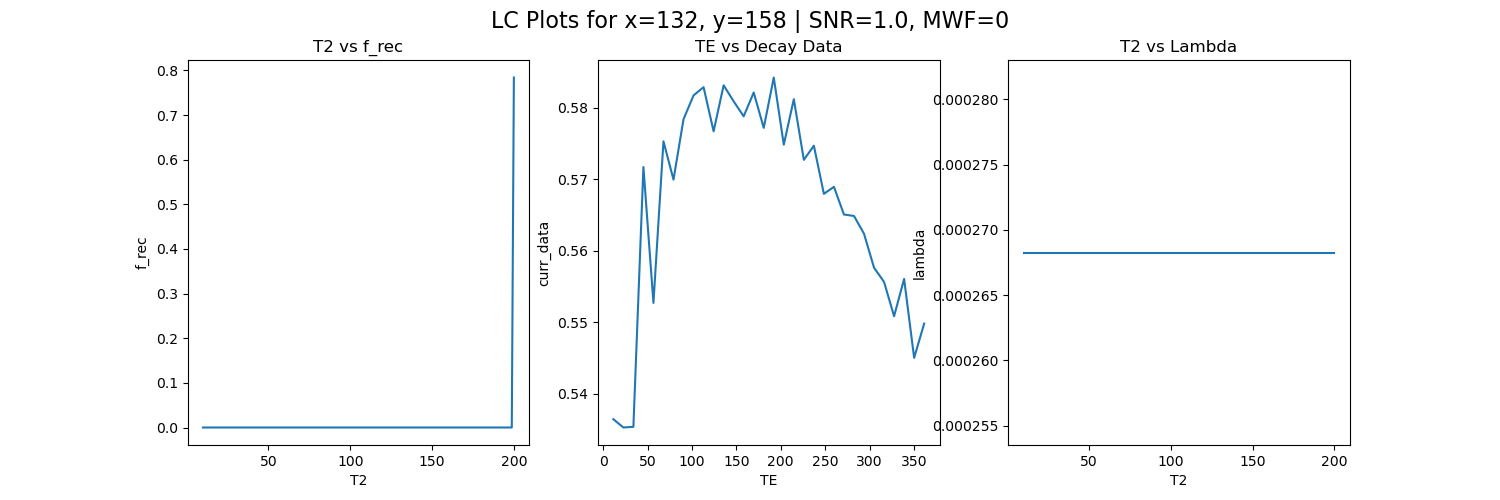 LC Plots for x=132, y=158 | SNR=1.0, MWF=0
T2 vs f_rec
0.8
0.7
0.6
0.5
0.4
0.3
0.2
0.1
0.0
f_rec
50 100 150 200
T2
TE vs Decay Data
0.58
0.57
0.56
0.55
0.54
curr_data
0 50 100 150 200 250 300 350
TE
T2 vs Lambda
0.000280
0.000275
0.000270
0.000265
0.000260
0.000255
lambda
50 100 150 200
T2